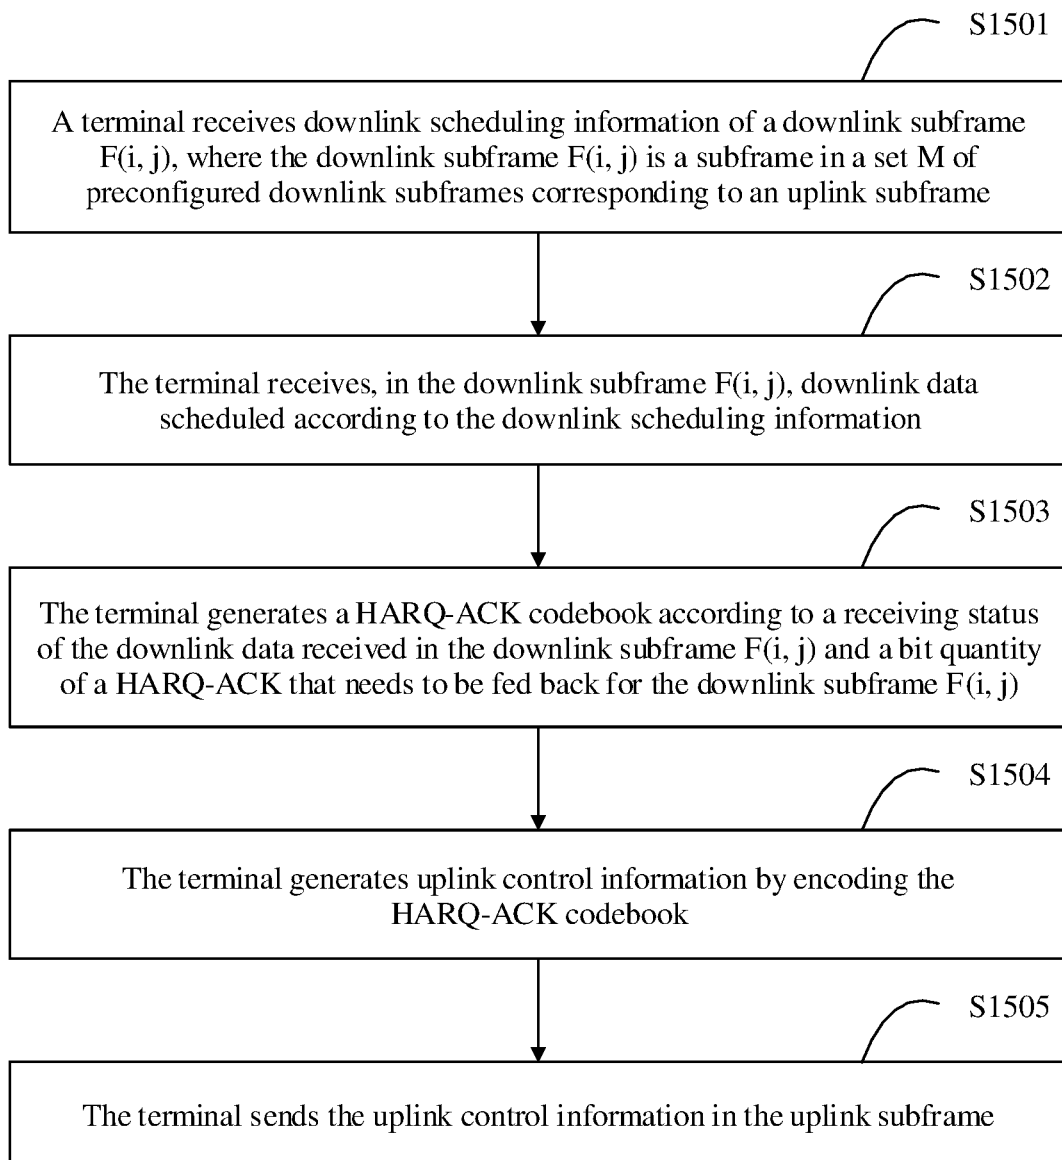 S1501
A terminal receives downlink scheduling information of a downlink subframe
F(i, j), where the downlink subframe F(i, j) is a subframe in a set M of
preconfigured downlink subframes corresponding to an uplink subframe
S1502
The terminal receives, in the downlink subframe F(i, j), downlink data
scheduled according to the downlink scheduling information
S1503
The terminal generates a HARQ-ACK codebook according to a receiving status
of the downlink data received in the downlink subframe F(i, j) and a bit quantity
of a HARQ-ACK that needs to be fed back for the downlink subframe F(i, j)
S1504
The terminal generates uplink control information by encoding the
HARQ-ACK codebook
S1505
The terminal sends the uplink control information in the uplink subframe